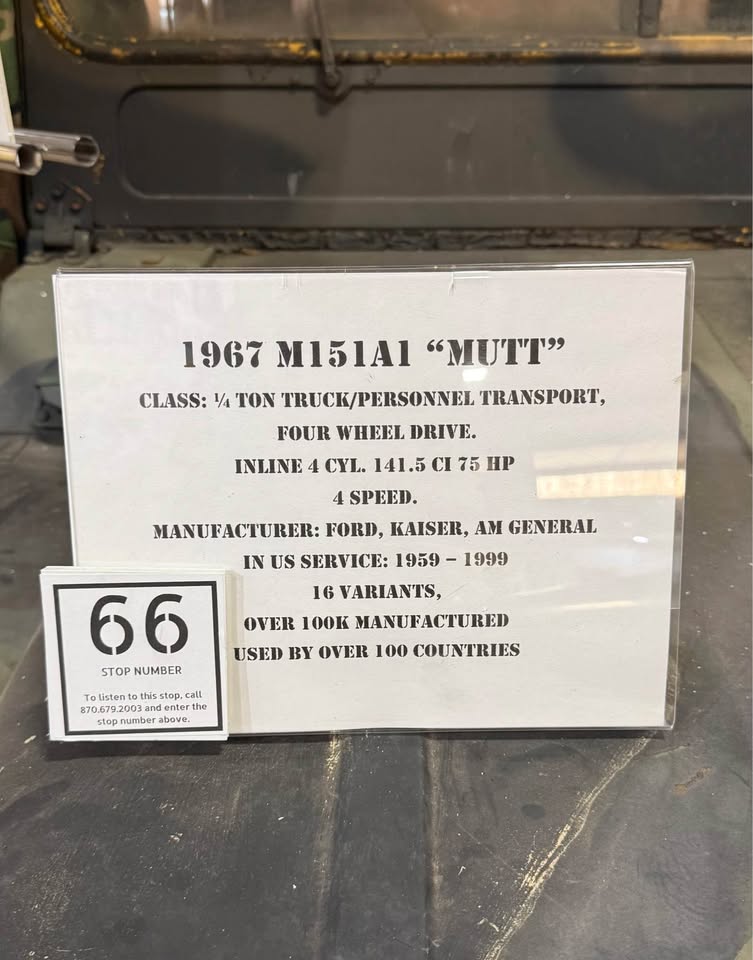 1967 M151A1 “MUTT”
CLASS: ¼ TON TRUCK/PERSONNEL TRANSPORT,
FOUR WHEEL DRIVE.
INLINE 4 CYL. 141.5 CI 75 HP
4 SPEED.
MANUFACTURER: FORD, KAISER, AM GENERAL
IN US SERVICE: 1959 – 1999
16 VARIANTS,
OVER 100K MANUFACTURED
USED BY OVER 100 COUNTRIES
66
STOP NUMBER
To listen to this stop, call
870.679.2003 and enter the
stop number above.